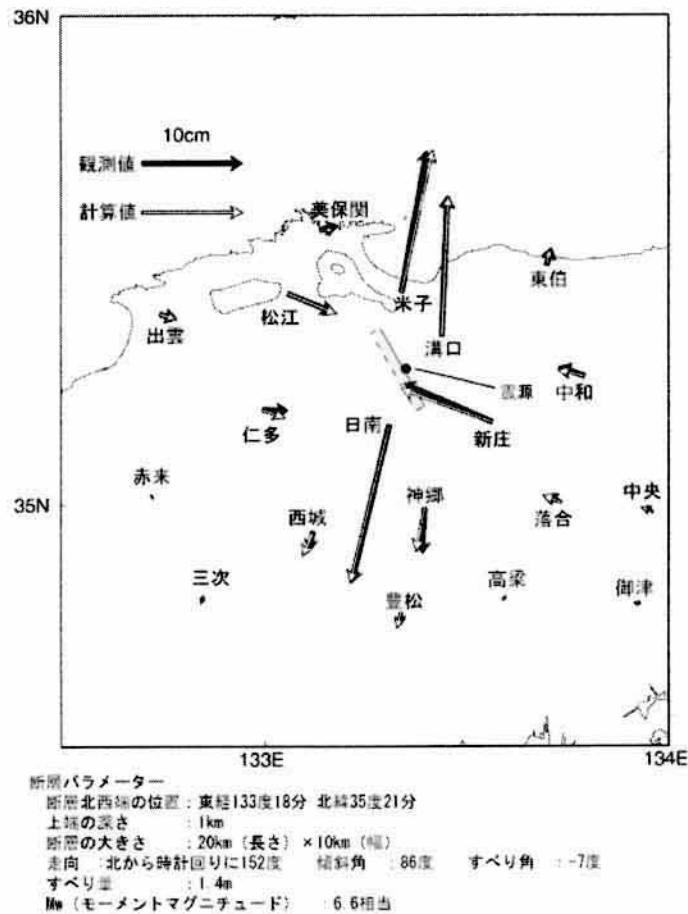 36N
10cm
観測値
計算値
美保関
東伯
米子
松江
出雲
溝口
震源
中和
仁多
日南
新庄
赤来
35N
西城
神郷
落合
中央
三次
豊松
高梁
御津
133E
134E
断層パラメーター
断層北西端の位置：東経133度18分 北緯35度21分
上端の深さ ：1km
断層の大きさ ：20km（長さ）×10km（幅）
走向 ：北から時計回りに152度 傾斜角 ：86度 すべり角 ：-7度
すべり量 ：1.4m
Mw（モーメントマグニチュード） ：6.6相当